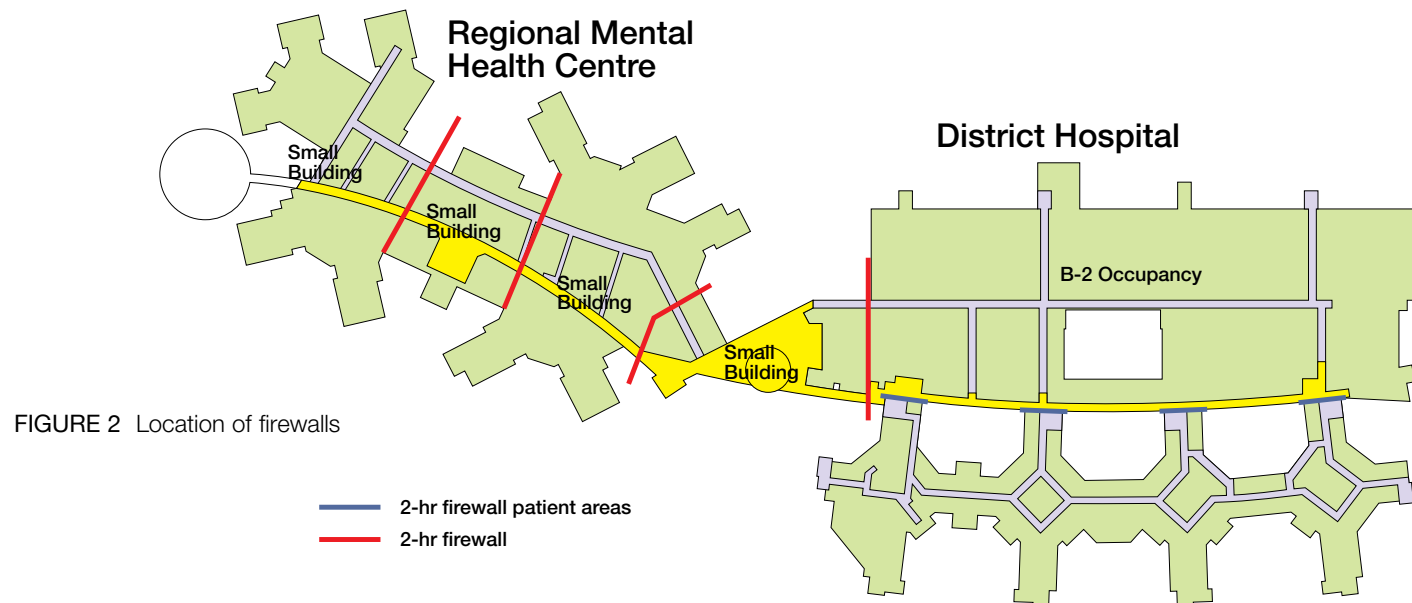 Regional Mental
Health Centre
District Hospital
Small
Building
Small
Building
Small
Building
Small
Building
B-2 Occupancy
FIGURE 2 Location of firewalls
2-hr firewall patient areas
2-hr firewall